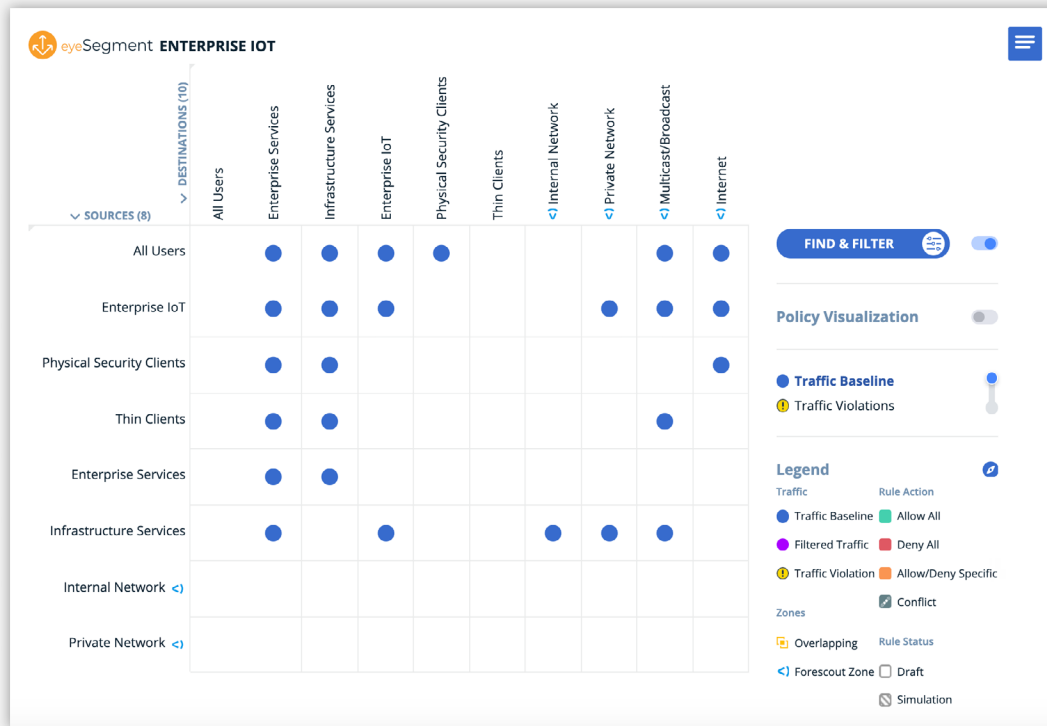 eyeSegment ENTERPRISE IOT
DESTINATIONS (10)
SOURCES (8)
All Users
Enterprise Services
Infrastructure Services
Enterprise IoT
Physical Security Clients
Thin Clients
<) Internal Network
<) Private Network
<) Multicast/Broadcast
<) Internet
All Users
Enterprise IoT
Physical Security Clients
Thin Clients
Enterprise Services
Infrastructure Services
Internal Network <)
Private Network <)
FIND & FILTER
Policy Visualization
Traffic Baseline
Traffic Violations
Legend
Traffic
Rule Action
Traffic Baseline
Allow All
Filtered Traffic
Deny All
Traffic Violation
Allow/Deny Specific
Conflict
Zones
Overlapping
Rule Status
<) Forescout Zone
Draft
Simulation